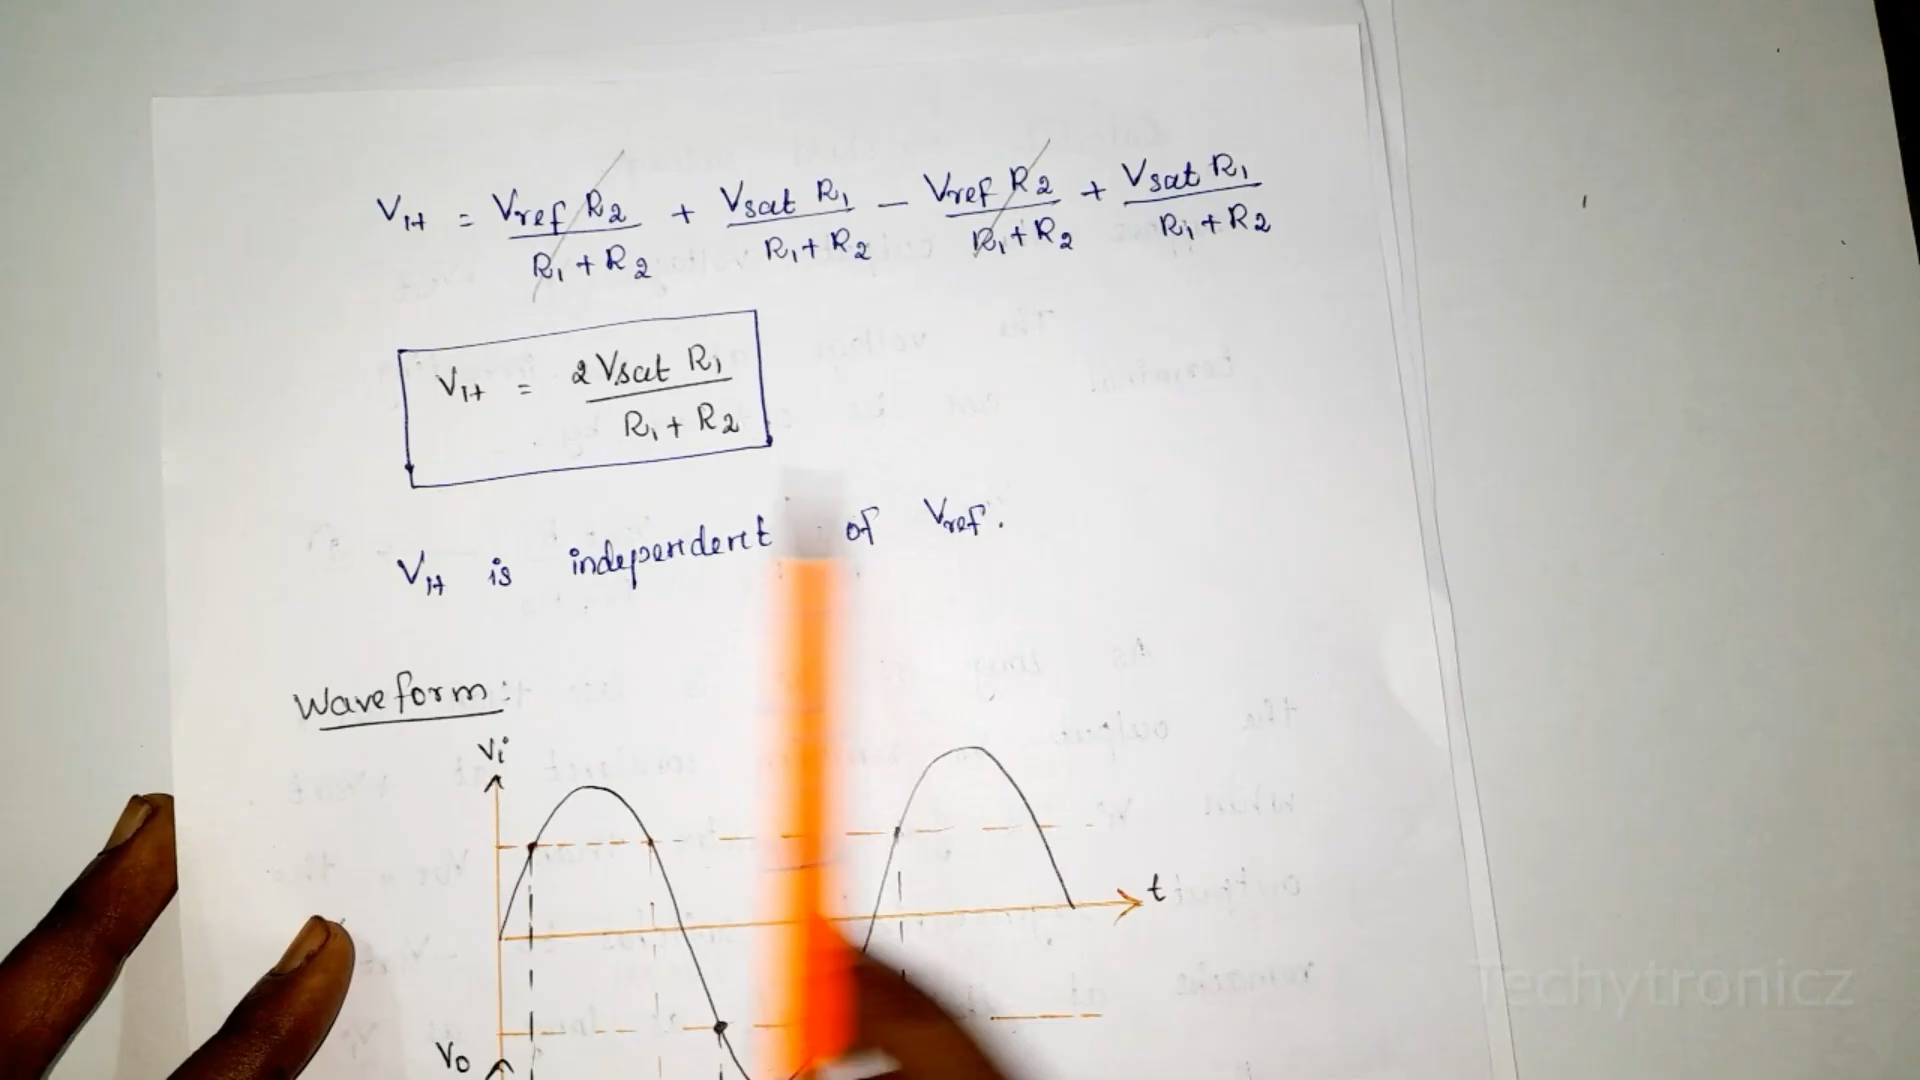 VH = Vref R2 / R1 + R2 + Vsat R1 / R1 + R2 - Vref R2 / R1 + R2 + Vsat R1 / R1 + R2
VH = 2 Vsat R1 / R1 + R2
VH is independent of Vref.
Waveform:
Vi
t
Vo
Techytronicz